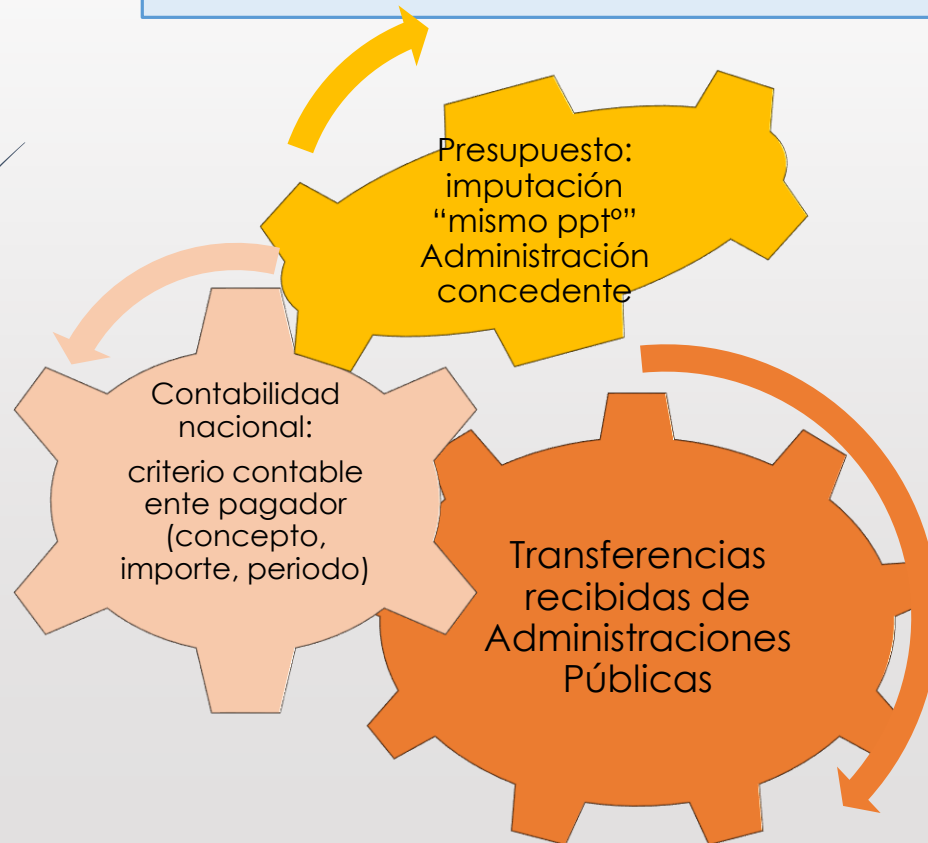 Presupuesto:
imputación
“mismo pptº”
Administración
concedente
Contabilidad
nacional:
criterio contable
ente pagador
(concepto,
importe, periodo)
Transferencias
recibidas de
Administraciones
Públicas